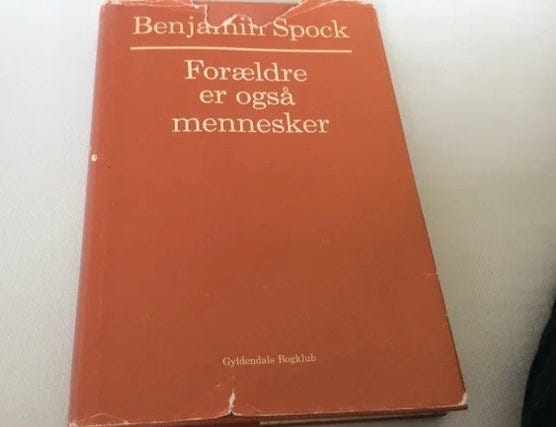 Benjamin Spock
Forældre
er også
mennesker
Gyldendals Bogklub